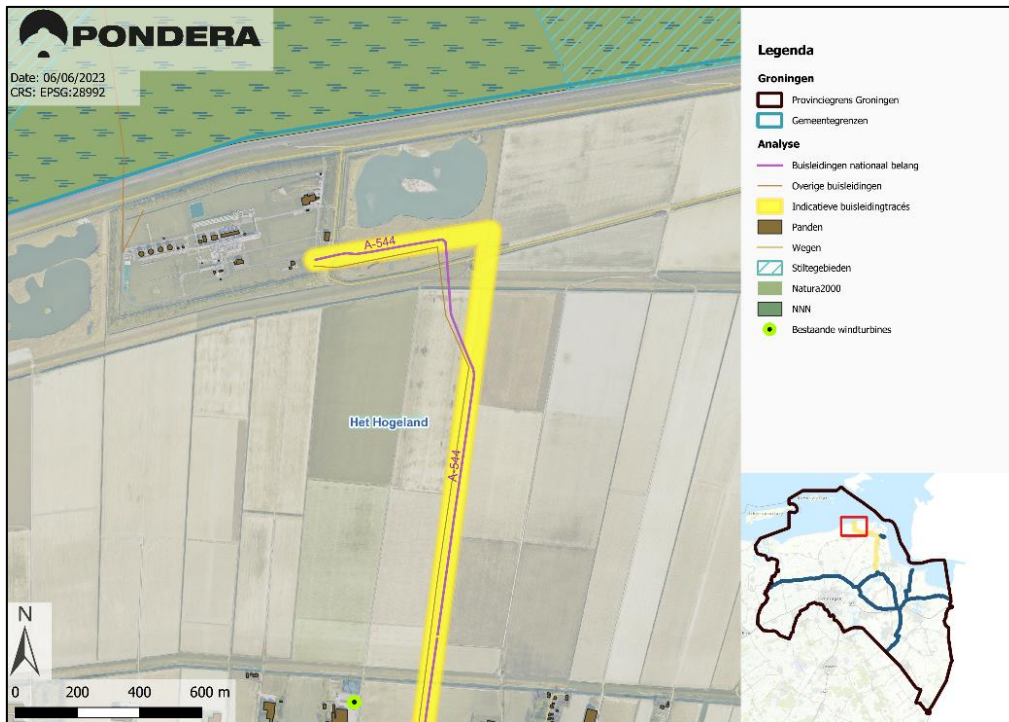 PONDERA
Date: 06/06/2023
CRS: EPSG:28992
A-544
Het Hogeland
A-544
N
0 200 400 600 m
Legenda
Groningen
Provinciegrens Groningen
Gemeentegrenzen
Analyse
Buisleidingen nationaal belang
Overige buisleidingen
Indicatieve buisleidingtracés
Panden
Wegen
Stiltegebieden
Natura2000
NNN
Bestaande windturbines